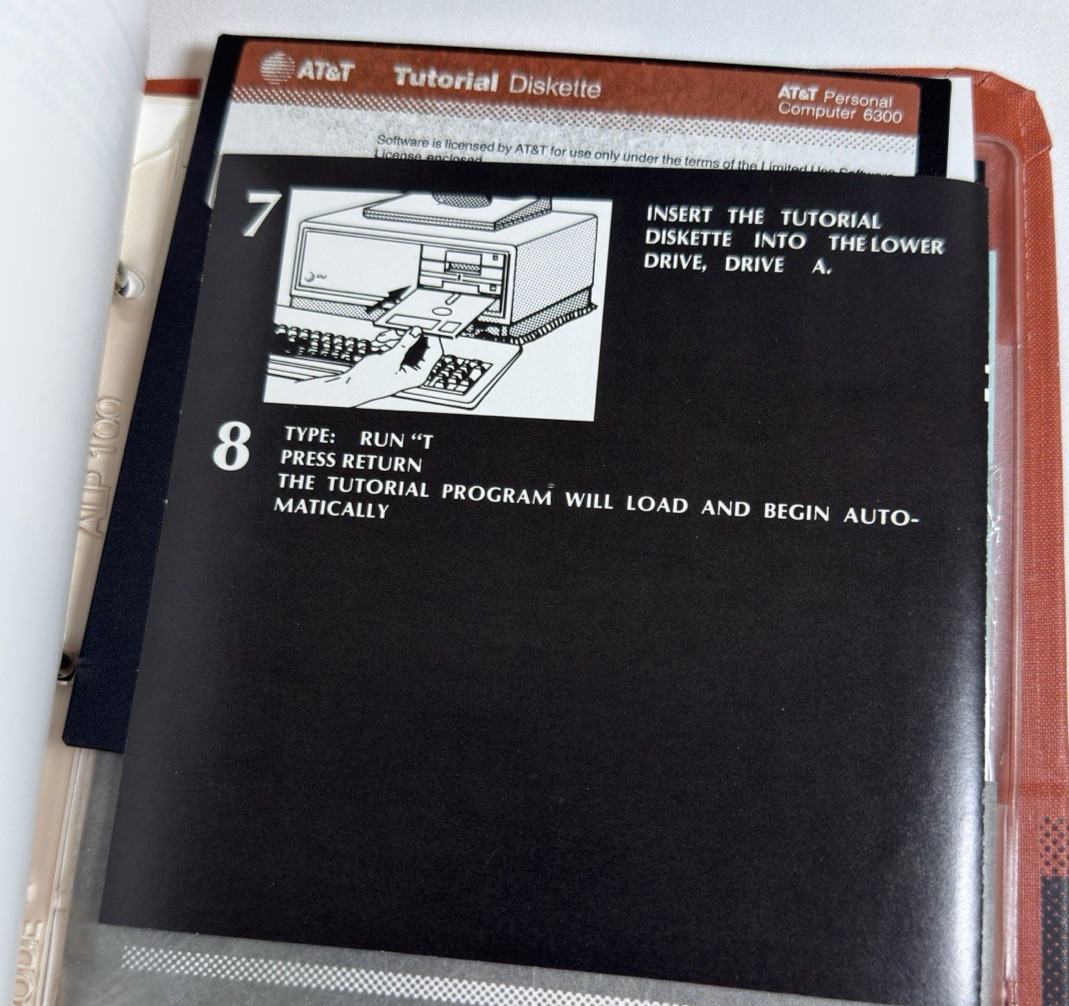 AT&T Tutorial Diskette
AT&T Personal
Computer 6300
Software is licensed by AT&T for use only under the terms of the Limited Use Software
License enclosed
7
INSERT THE TUTORIAL
DISKETTE INTO THE LOWER
DRIVE, DRIVE A.
8
TYPE: RUN “T
PRESS RETURN
THE TUTORIAL PROGRAM WILL LOAD AND BEGIN AUTO-
MATICALLY
ALP 100